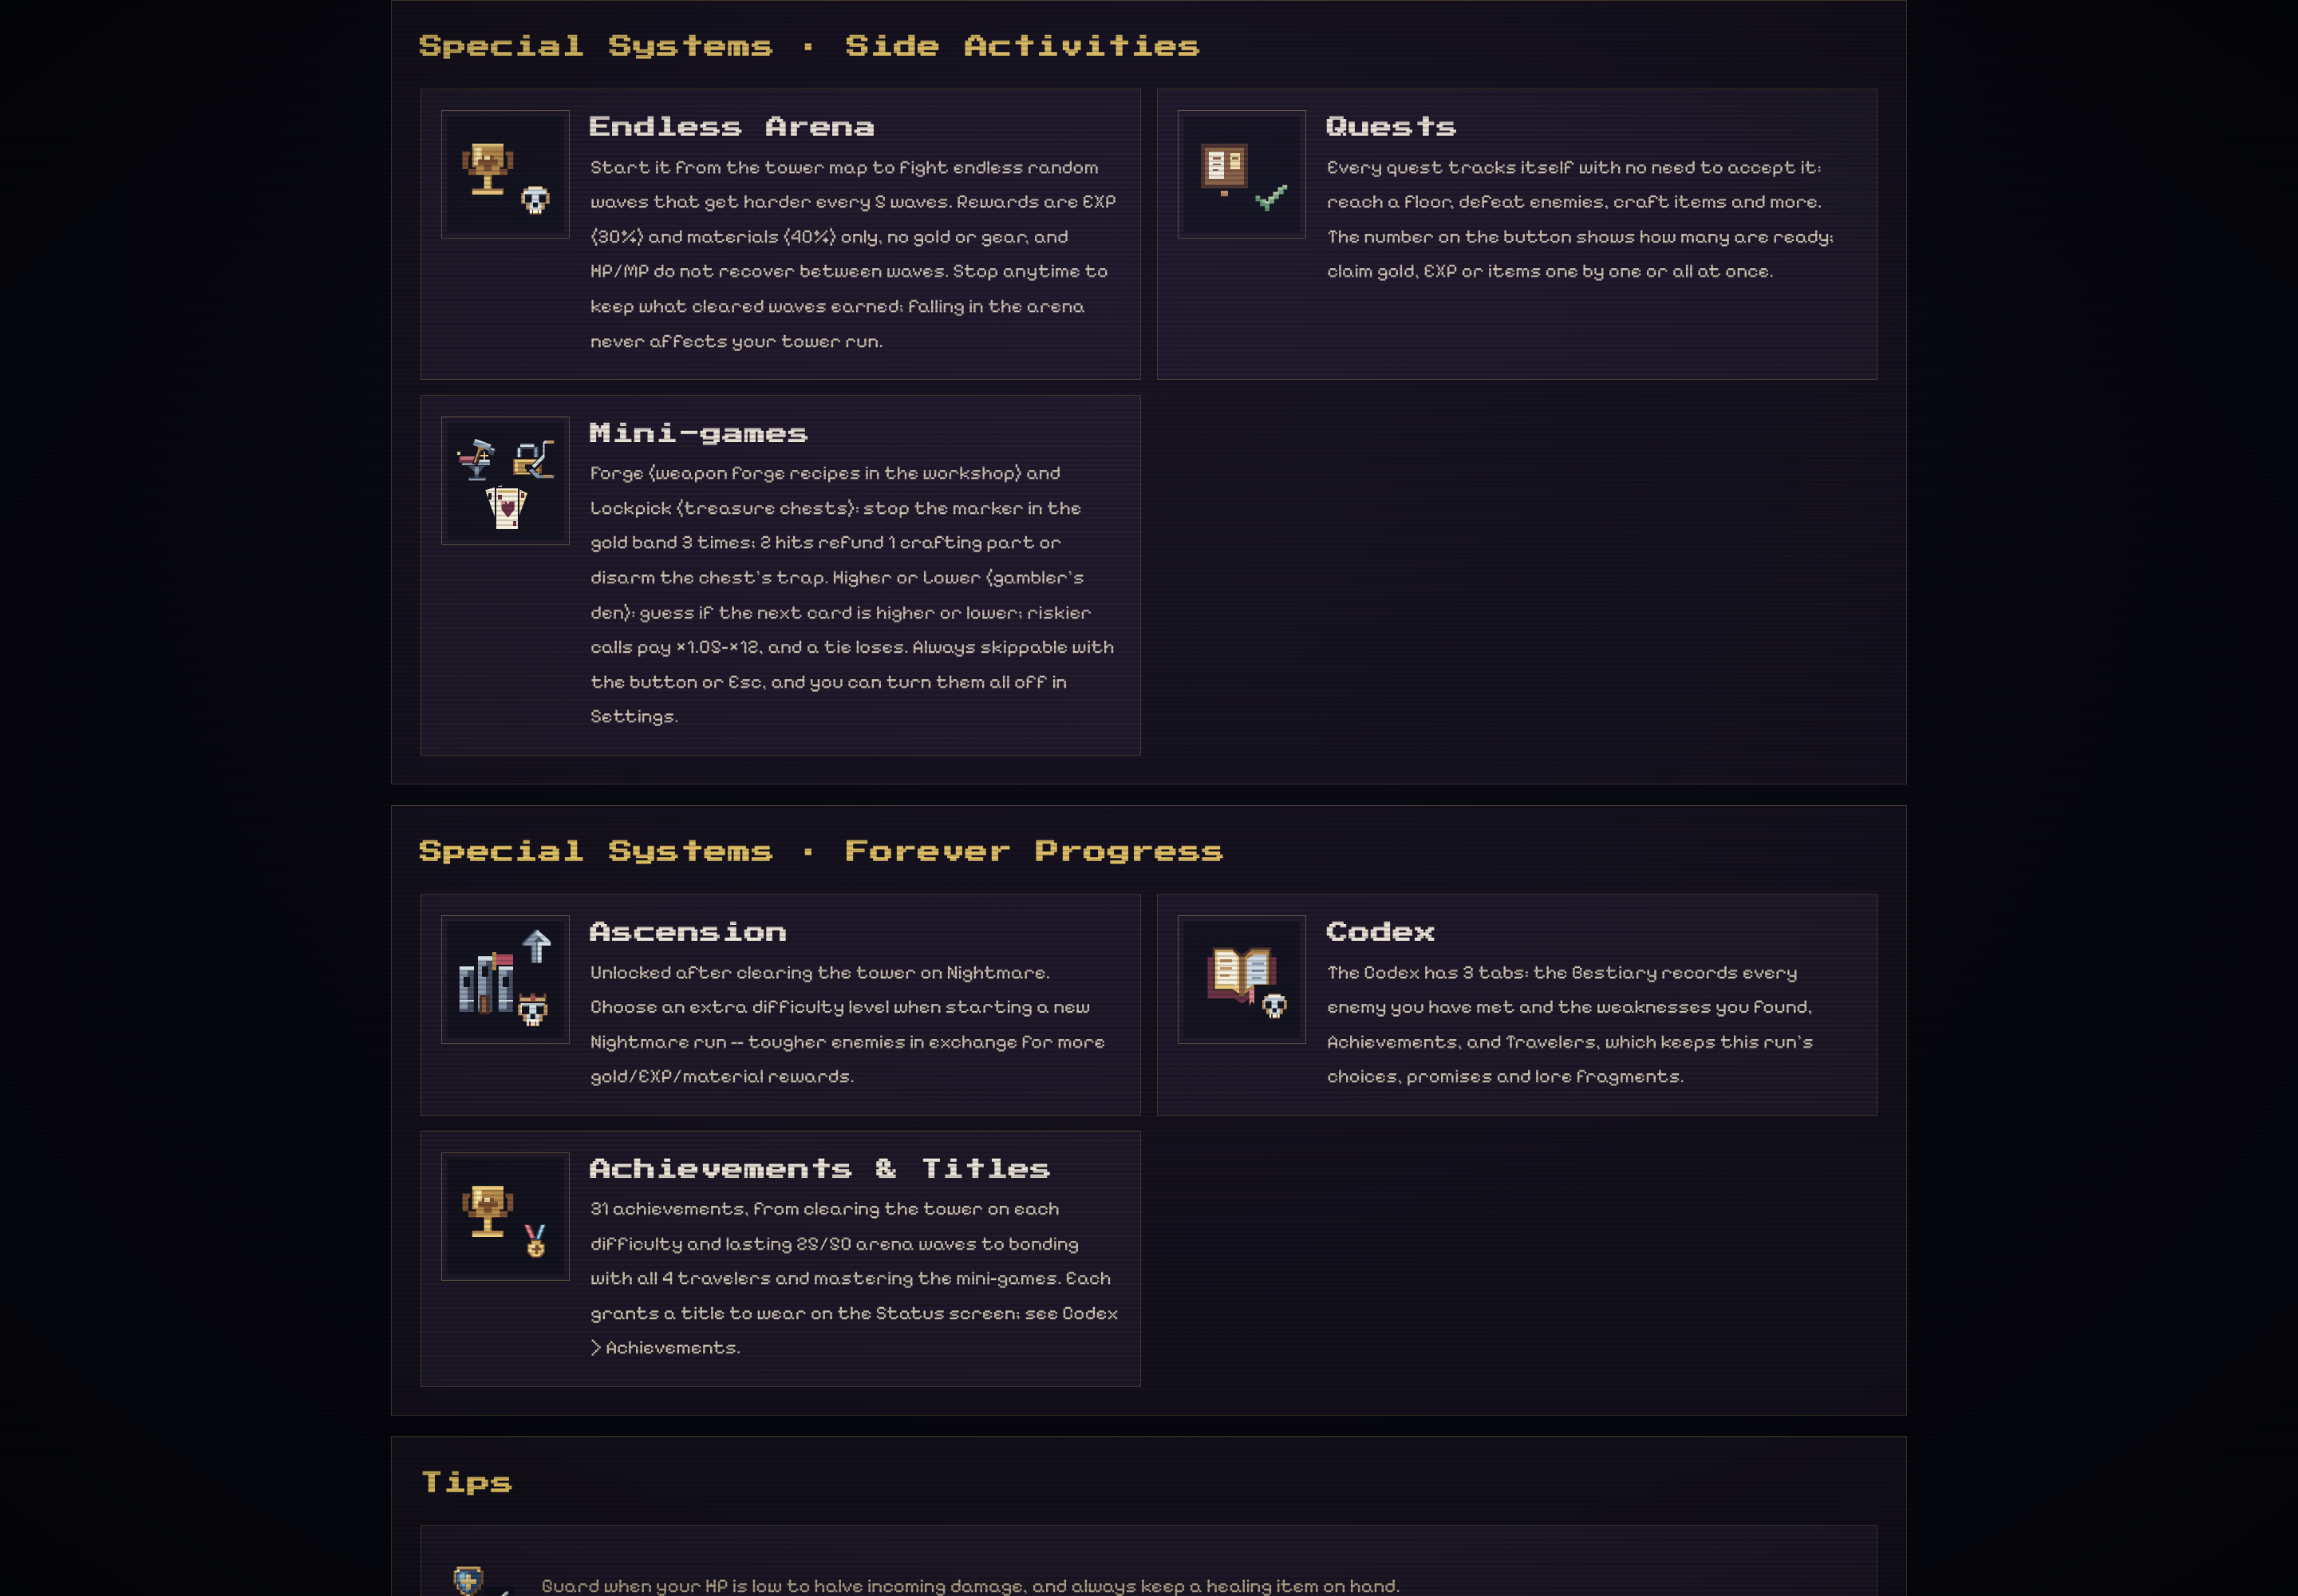 Special Systems · Side Activities
Endless Arena
Start it from the tower map to fight endless random
waves that get harder every 5 waves. Rewards are EXP
(30%) and materials (40%) only, no gold or gear, and
HP/MP do not recover between waves. Stop anytime to
keep what cleared waves earned; falling in the arena
never affects your tower run.
Quests
Every quest tracks itself with no need to accept it:
reach a floor, defeat enemies, craft items and more.
The number on the button shows how many are ready;
claim gold, EXP or items one by one or all at once.
Mini-games
Forge (weapon forge recipes in the workshop) and
Lockpick (treasure chests): stop the marker in the
gold band 3 times; 2 hits refund 1 crafting part or
disarm the chest's trap. Higher or Lower (gambler's
den): guess if the next card is higher or lower; riskier
calls pay ×1.05-×12, and a tie loses. Always skippable with
the button or Esc, and you can turn them all off in
Settings.
Special Systems · Forever Progress
Ascension
Unlocked after clearing the tower on Nightmare.
Choose an extra difficulty level when starting a new
Nightmare run -- tougher enemies in exchange for more
gold/EXP/material rewards.
Codex
The Codex has 3 tabs: the Bestiary records every
enemy you have met and the weaknesses you found,
Achievements, and Travelers, which keeps this run's
choices, promises and lore fragments.
Achievements & Titles
31 achievements, from clearing the tower on each
difficulty and lasting 25/50 arena waves to bonding
with all 4 travelers and mastering the mini-games. Each
grants a title to wear on the Status screen; see Codex
> Achievements.
Tips
Guard when your HP is low to halve incoming damage, and always keep a healing item on hand.